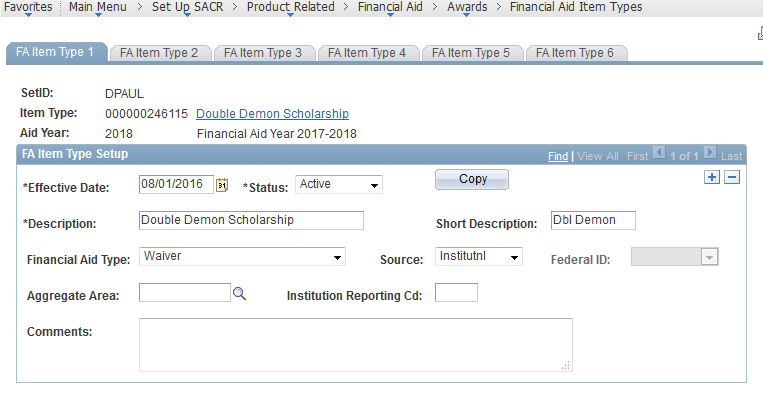 Favorites Main Menu > Set Up SACR > Product Related > Financial Aid > Awards > Financial Aid Item Types
FA Item Type 1 FA Item Type 2 FA Item Type 3 FA Item Type 4 FA Item Type 5 FA Item Type 6
SetID: DPAUL
Item Type: 000000246115 Double Demon Scholarship
Aid Year: 2018 Financial Aid Year 2017-2018
FA Item Type Setup Find | View All First 1 of 1 Last
*Effective Date: 08/01/2016 31 *Status: Active Copy
*Description: Double Demon Scholarship Short Description: Dbl Demon
Financial Aid Type: Waiver Source: Institutnl Federal ID:
Aggregate Area: Institution Reporting Cd:
Comments: